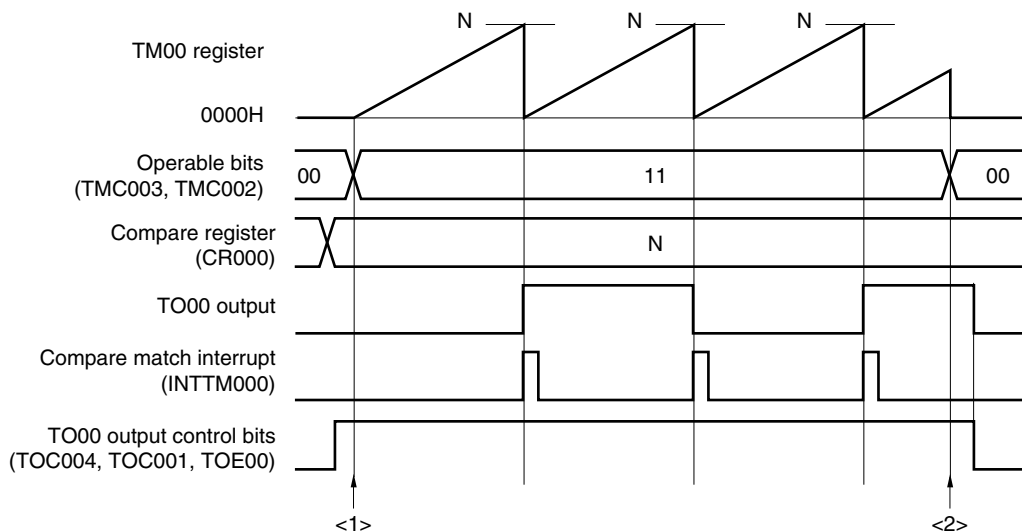 N N N
TM00 register
0000H
Operable bits
(TMC003, TMC002)
00 11 00
Compare register
(CR000)
N
TO00 output
Compare match interrupt
(INTTM000)
TO00 output control bits
(TOC004, TOC001, TOE00)
<1> <2>